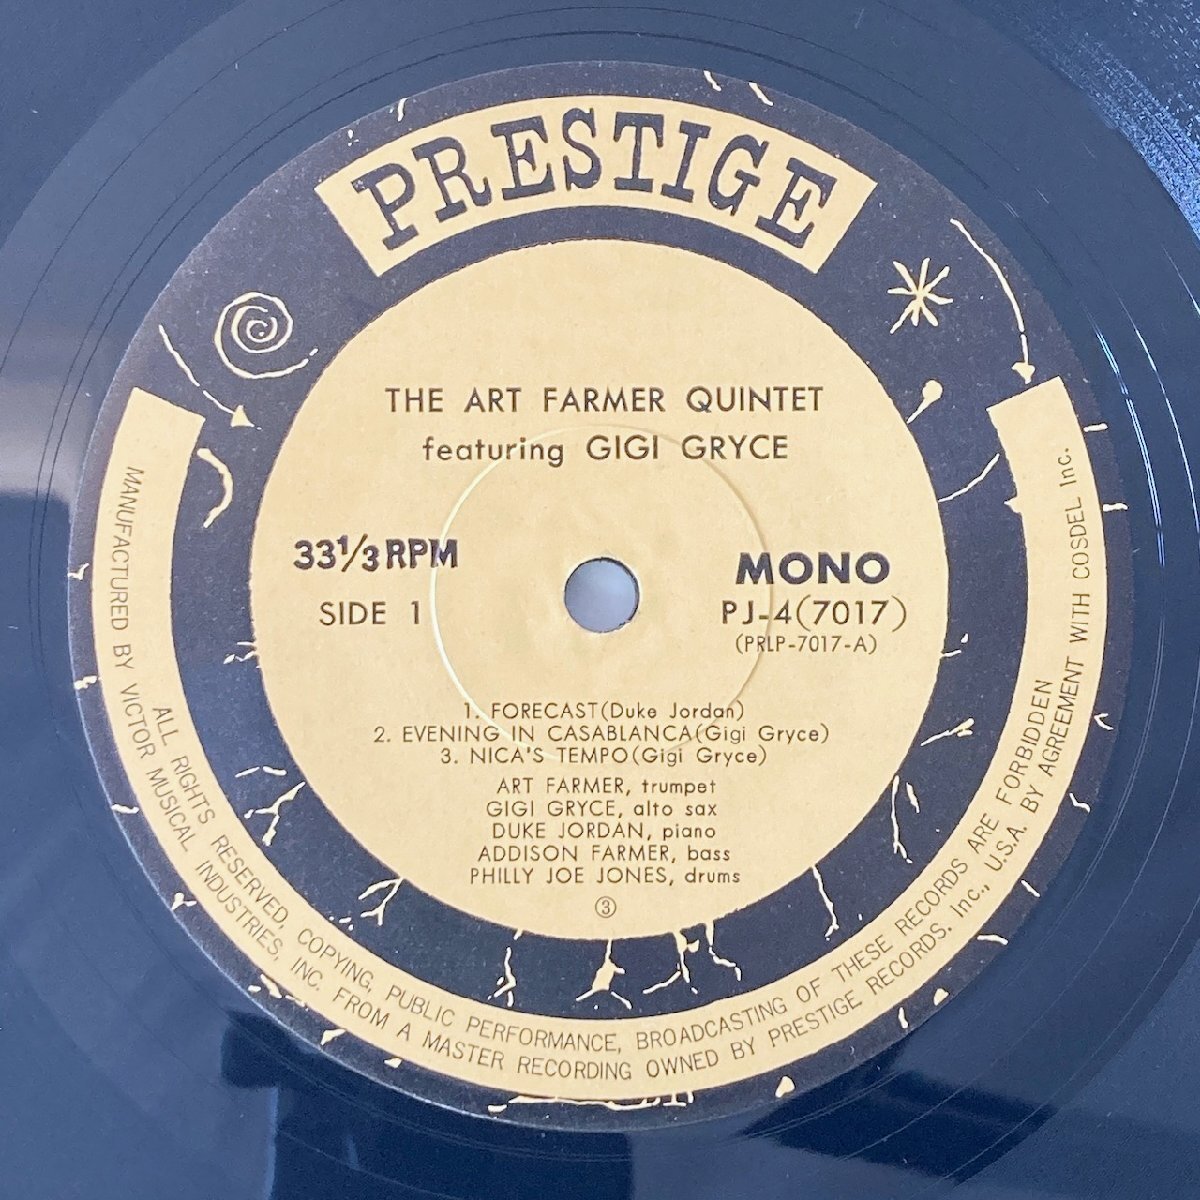 PRESTIGE
THE ART FARMER QUINTET
featuring GIGI GRYCE
33 1/3 RPM
SIDE 1
MONO
PJ-4(7017)
(PRLP-7017-A)
1. FORECAST(Duke Jordan)
2. EVENING IN CASABLANCA(Gigi Gryce)
3. NICA'S TEMPO(Gigi Gryce)
ART FARMER, trumpet
GIGI GRYCE, alto sax
DUKE JORDAN, piano
ADDISON FARMER, bass
PHILLY JOE JONES, drums
③
ALL RIGHTS RESERVED, COPYING, PUBLIC PERFORMANCE, BROADCASTING OF THESE RECORDS ARE FORBIDDEN
MANUFACTURED BY VICTOR MUSICAL INDUSTRIES, INC. FROM A MASTER RECORDING OWNED BY PRESTIGE RECORDS. Inc., U.S.A. BY AGREEMENT WITH COSDEL Inc.